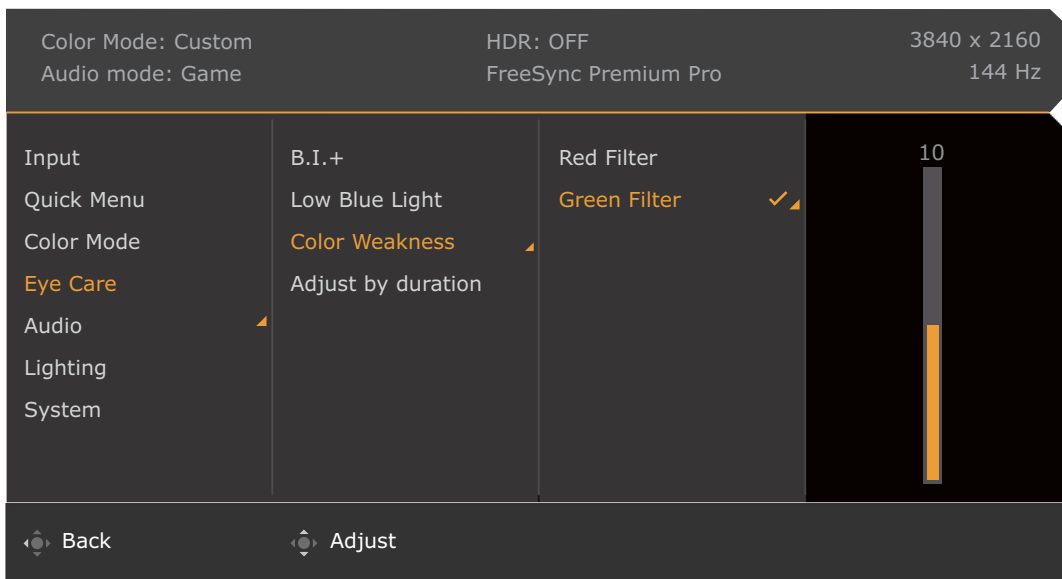 Color Mode: Custom
HDR: OFF
3840 x 2160
Audio mode: Game
FreeSync Premium Pro
144 Hz
Input
Quick Menu
Color Mode
Eye Care
Audio
Lighting
System
B.I.+
Low Blue Light
Color Weakness
Adjust by duration
Red Filter
Green Filter
10
Back
Adjust